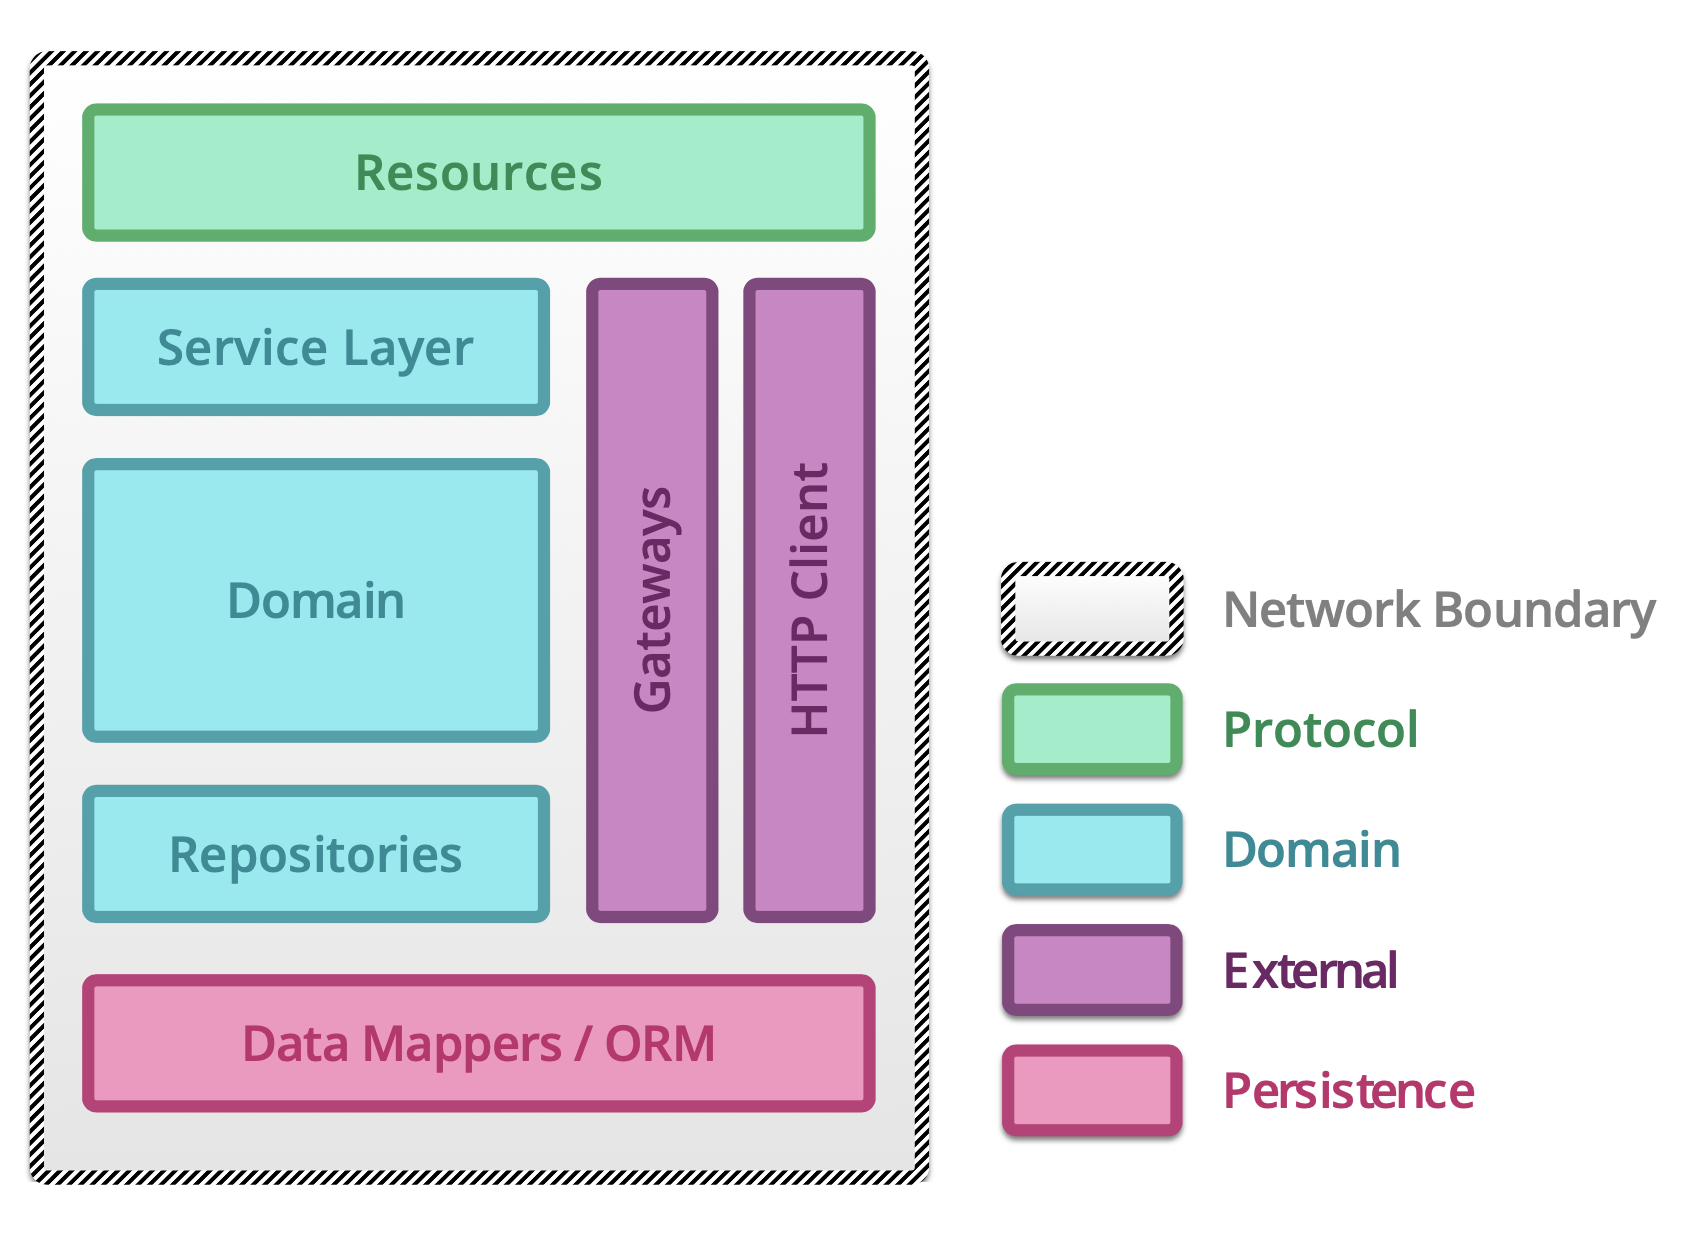 Resources
Service Layer
Domain
Repositories
Gateways
HTTP Client
Data Mappers / ORM
Network Boundary
Protocol
Domain
External
Persistence